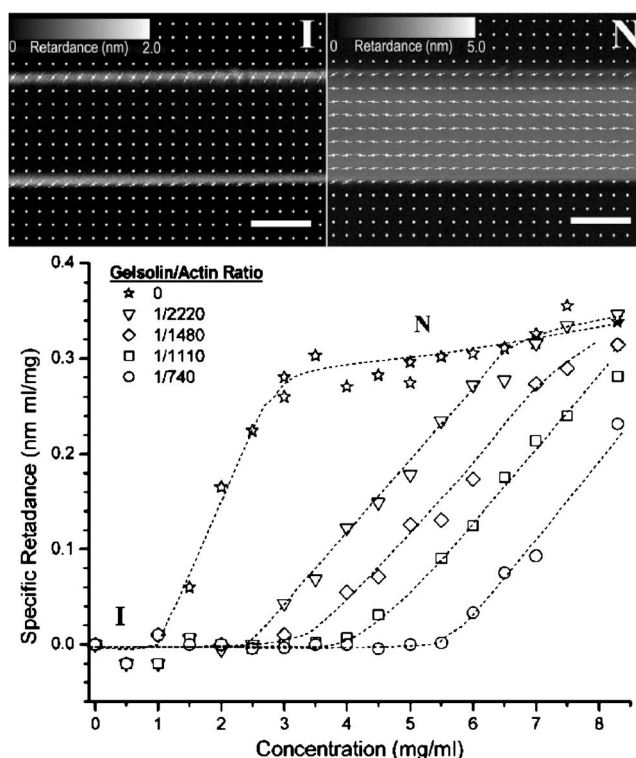 0 Retardance (nm) 2.0
I
0 Retardance (nm) 5.0
N
0.4
0.3
0.2
0.1
0.0
Specific Retadance (nm ml/mg)
Gelsolin/Actin Ratio
0
1/2220
1/1480
1/1110
1/740
N
I
0 1 2 3 4 5 6 7 8
Concentration (mg/ml)